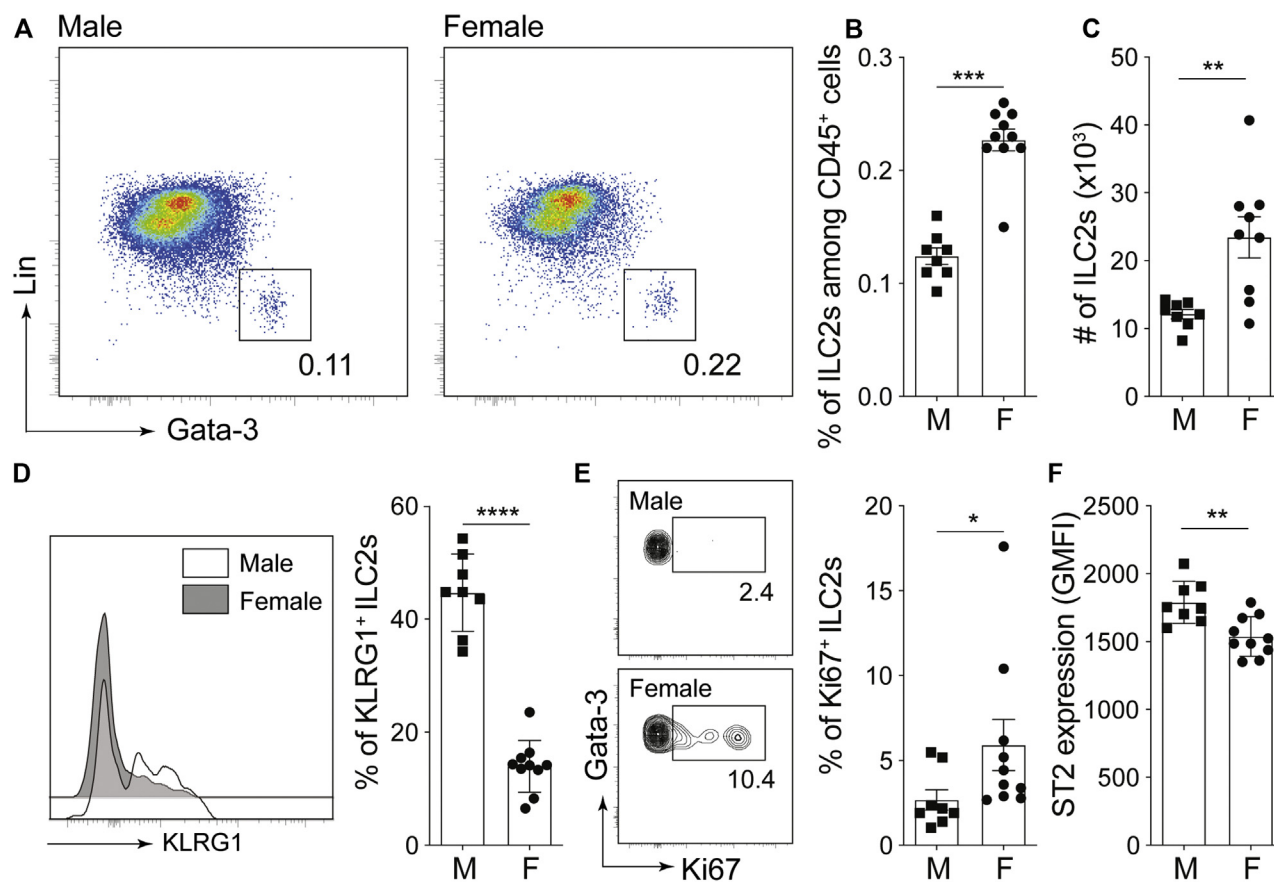 A
Male
Female
Lin
Gata-3
0.11
0.22
B
% of ILC2s among CD45⁺ cells
0.3
0.2
0.1
0.0
***
M
F
C
# of ILC2s (x10³)
50
40
30
20
10
0
**
M
F
D
Male
Female
KLRG1
% of KLRG1⁺ ILC2s
60
40
20
0
****
M
F
E
Male
2.4
Female
10.4
Gata-3
Ki67
% of Ki67⁺ ILC2s
20
15
10
5
0
*
M
F
F
ST2 expression (GMFI)
2500
2000
1500
1000
500
0
**
M
F